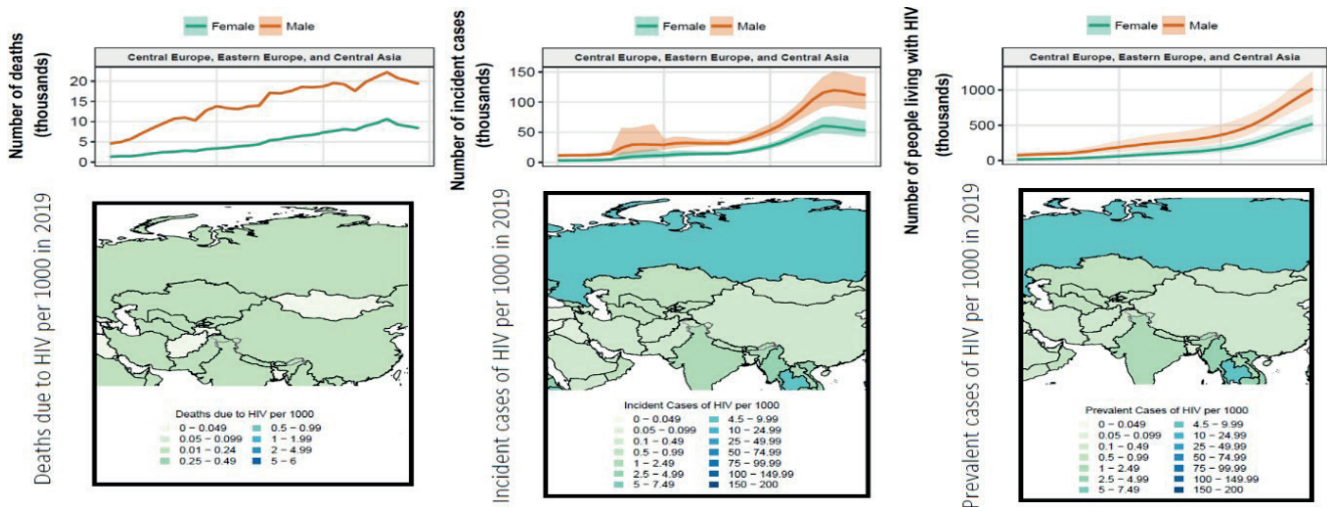 Female Male
Number of deaths
(thousands)
Central Europe, Eastern Europe, and Central Asia
20
15
10
5
0
Deaths due to HIV per 1000 in 2019
Deaths due to HIV per 1000
0 – 0.049 0.5 – 0.99
0.05 – 0.099 1 – 1.99
0.01 – 0.24 2 – 4.99
0.25 – 0.49 5 – 6
Female Male
Number of incident cases
(thousands)
Central Europe, Eastern Europe, and Central Asia
150
100
50
0
Incident cases of HIV per 1000 in 2019
Incident Cases of HIV per 1000
0 – 0.049 4.5 – 9.99
0.05 – 0.099 10 – 24.99
0.1 – 0.49 25 – 49.99
0.5 – 0.99 50 – 74.99
1 – 2.49 75 – 99.99
2.5 – 4.99 100 – 149.99
5 – 7.49 150 – 200
Female Male
Number of people living with HIV
(thousands)
Central Europe, Eastern Europe, and Central Asia
1000
500
0
Prevalent cases of HIV per 1000 in 2019
Prevalent Cases of HIV per 1000
0 – 0.049 4.5 – 9.99
0.05 – 0.099 10 – 24.99
0.1 – 0.49 25 – 49.99
0.5 – 0.99 50 – 74.99
1 – 2.49 75 – 99.99
2.5 – 4.99 100 – 149.99
5 – 7.49 150 – 200